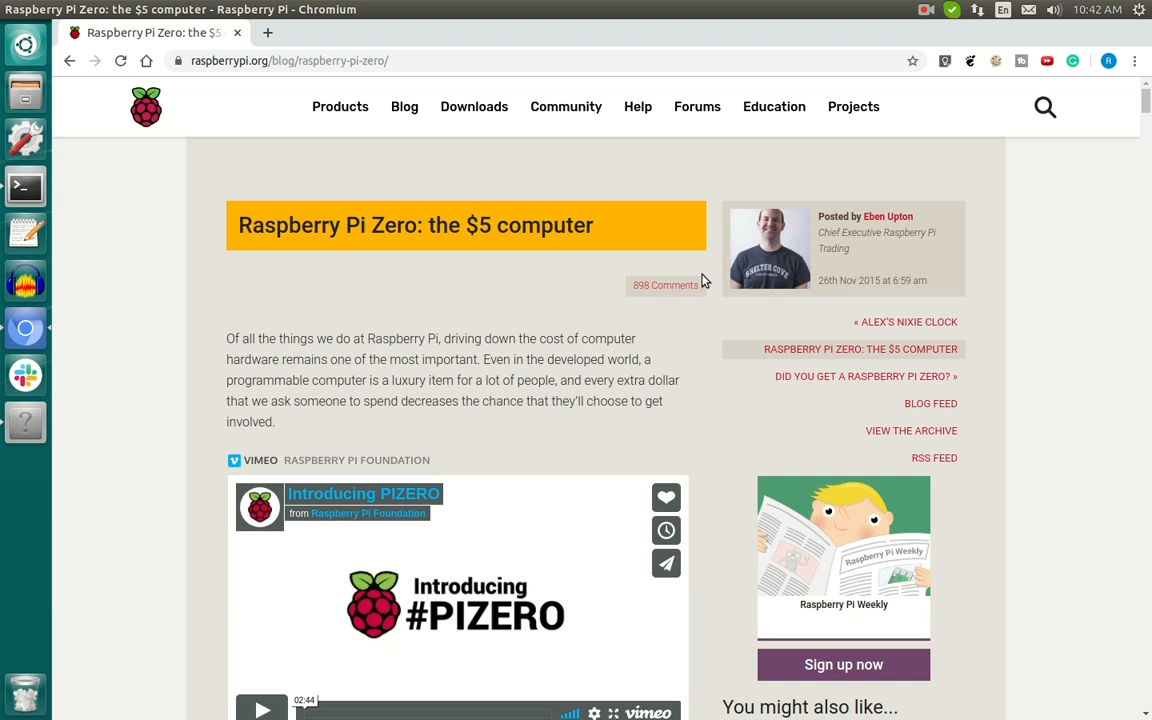 Raspberry Pi Zero: the $5 computer - Raspberry Pi - Chromium
En
10:42 AM
Raspberry Pi Zero: the $5
raspberrypi.org/blog/raspberry-pi-zero/
R
Products
Blog
Downloads
Community
Help
Forums
Education
Projects
Raspberry Pi Zero: the $5 computer
898 Comments
Posted by Eben Upton
Chief Executive Raspberry Pi
Trading
26th Nov 2015 at 6:59 am
SHELTER COVE
Of all the things we do at Raspberry Pi, driving down the cost of computer
hardware remains one of the most important. Even in the developed world, a
programmable computer is a luxury item for a lot of people, and every extra dollar
that we ask someone to spend decreases the chance that they'll choose to get
involved.
« ALEX'S NIXIE CLOCK
RASPBERRY PI ZERO: THE $5 COMPUTER
DID YOU GET A RASPBERRY PI ZERO? »
BLOG FEED
VIEW THE ARCHIVE
RSS FEED
VIMEO RASPBERRY PI FOUNDATION
Introducing PIZERO
from Raspberry Pi Foundation
Introducing
#PIZERO
02:44
vimeo
Raspberry Pi Weekly
Raspberry Pi Weekly
Sign up now
You might also like...